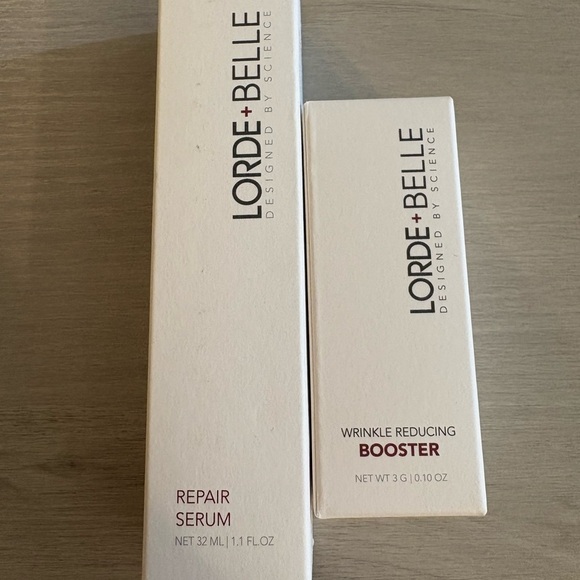 LORDE+BELLE
DESIGNED BY SCIENCE
REPAIR
SERUM
NET 32 ML | 1.1 FL.OZ
LORDE+BELLE
DESIGNED BY SCIENCE
WRINKLE REDUCING
BOOSTER
NET WT 3 G | 0.10 OZ